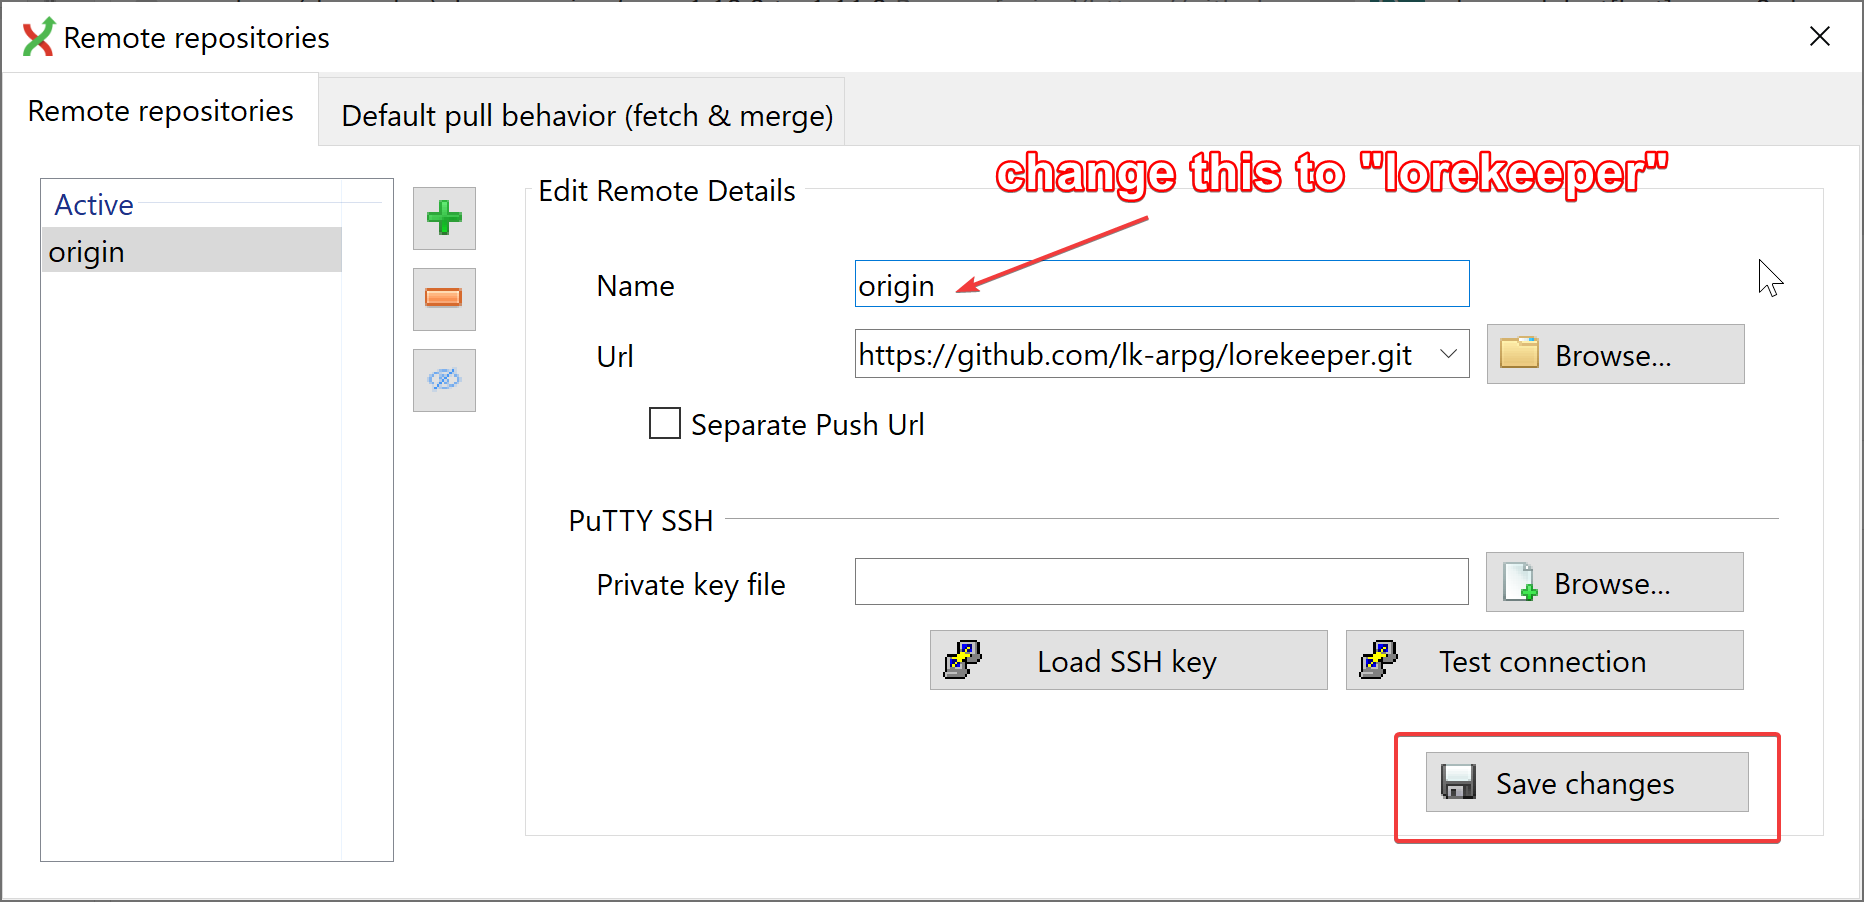 Remote repositories
Remote repositories
Default pull behavior (fetch & merge)
change this to "lorekeeper"
Active
origin
Edit Remote Details
Name
origin
Url
https://github.com/lk-arpg/lorekeeper.git
Browse...
Separate Push Url
PuTTY SSH
Private key file
Browse...
Load SSH key
Test connection
Save changes